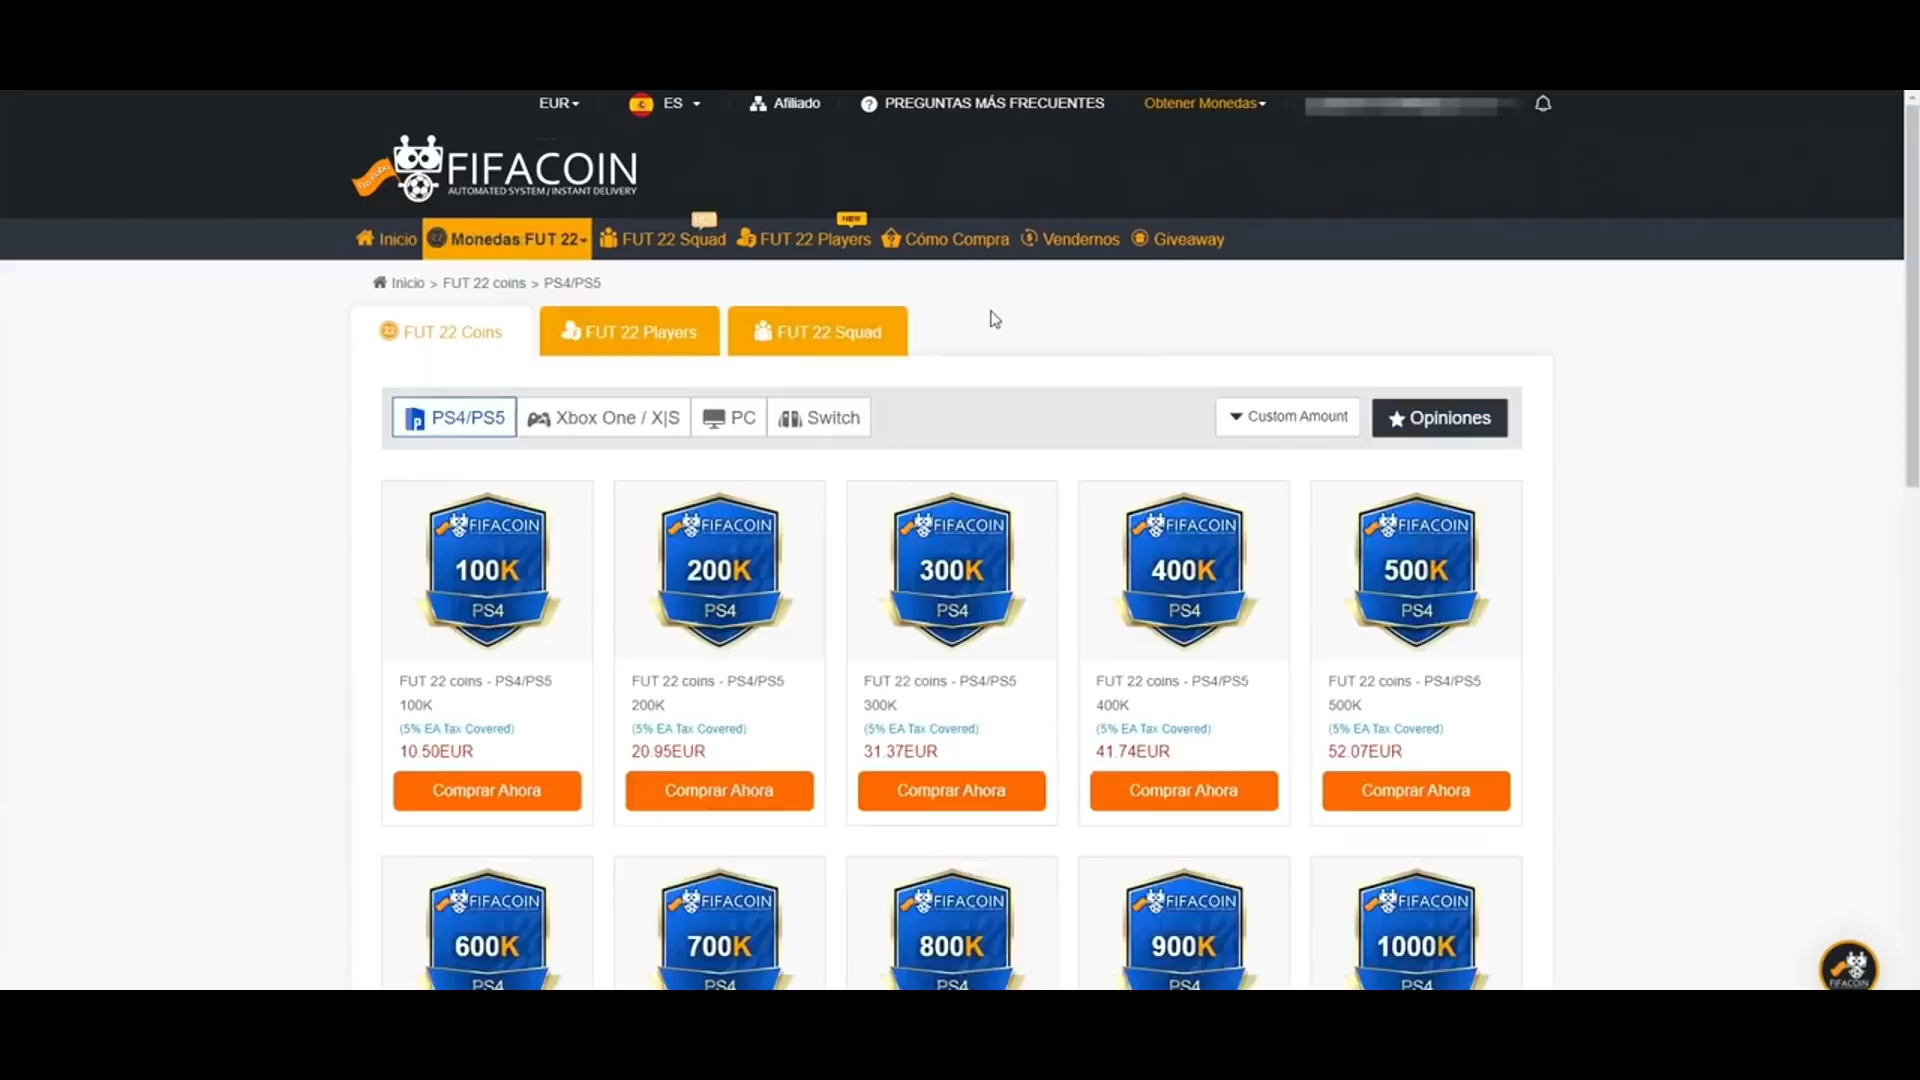 EUR
ES
Afiliado
PREGUNTAS MÁS FRECUENTES
Obtener Monedas
FIFACOIN
AUTOMATED SYSTEM / INSTANT DELIVERY
Inicio
22
Monedas FUT 22
FUT 22 Squad
NEW
FUT 22 Players
Cómo Compra
Vendernos
Giveaway
Inicio > FUT 22 coins > PS4/PS5
22 FUT 22 Coins
FUT 22 Players
FUT 22 Squad
PS4/PS5
Xbox One / X|S
PC
Switch
Custom Amount
Opiniones
FIFACOIN
100K
PS4
FUT 22 coins - PS4/PS5
100K
(5% EA Tax Covered)
10.50EUR
Comprar Ahora
FIFACOIN
200K
PS4
FUT 22 coins - PS4/PS5
200K
(5% EA Tax Covered)
20.95EUR
Comprar Ahora
FIFACOIN
300K
PS4
FUT 22 coins - PS4/PS5
300K
(5% EA Tax Covered)
31.37EUR
Comprar Ahora
FIFACOIN
400K
PS4
FUT 22 coins - PS4/PS5
400K
(5% EA Tax Covered)
41.74EUR
Comprar Ahora
FIFACOIN
500K
PS4
FUT 22 coins - PS4/PS5
500K
(5% EA Tax Covered)
52.07EUR
Comprar Ahora
FIFACOIN
600K
PS4
FIFACOIN
700K
PS4
FIFACOIN
800K
PS4
FIFACOIN
900K
PS4
FIFACOIN
1000K
PS4
FIFACOIN